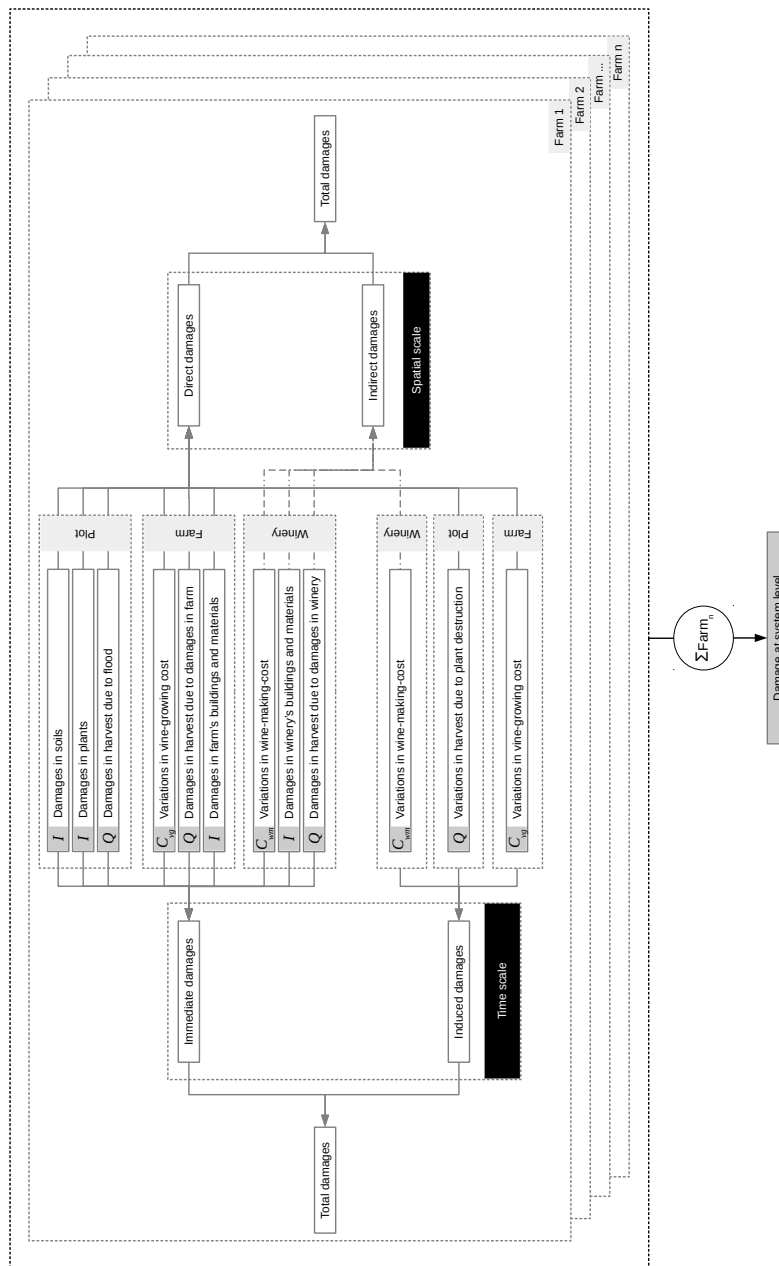 Farm n
Farm ...
Farm 2
Farm 1
Total damages
Direct damages
Indirect damages
Spatial scale
Plot
Farm
Winery
Winery
Plot
Farm
I Damages in soils
I Damages in plants
Q Damages in harvest due to flood
Cvg Variations in vine-growing cost
Q Damages in harvest due to damages in farm
I Damages in farm's buildings and materials
Cwm Variations in wine-making-cost
I Damages in winery's buildings and materials
Q Damages in harvest due to damages in winery
Cwm Variations in wine-making-cost
Q Variations in harvest due to plant destruction
Cvg Variations in vine-growing cost
Immediate damages
Induced damages
Time scale
Total damages
ΣFarmn
Damage at system level